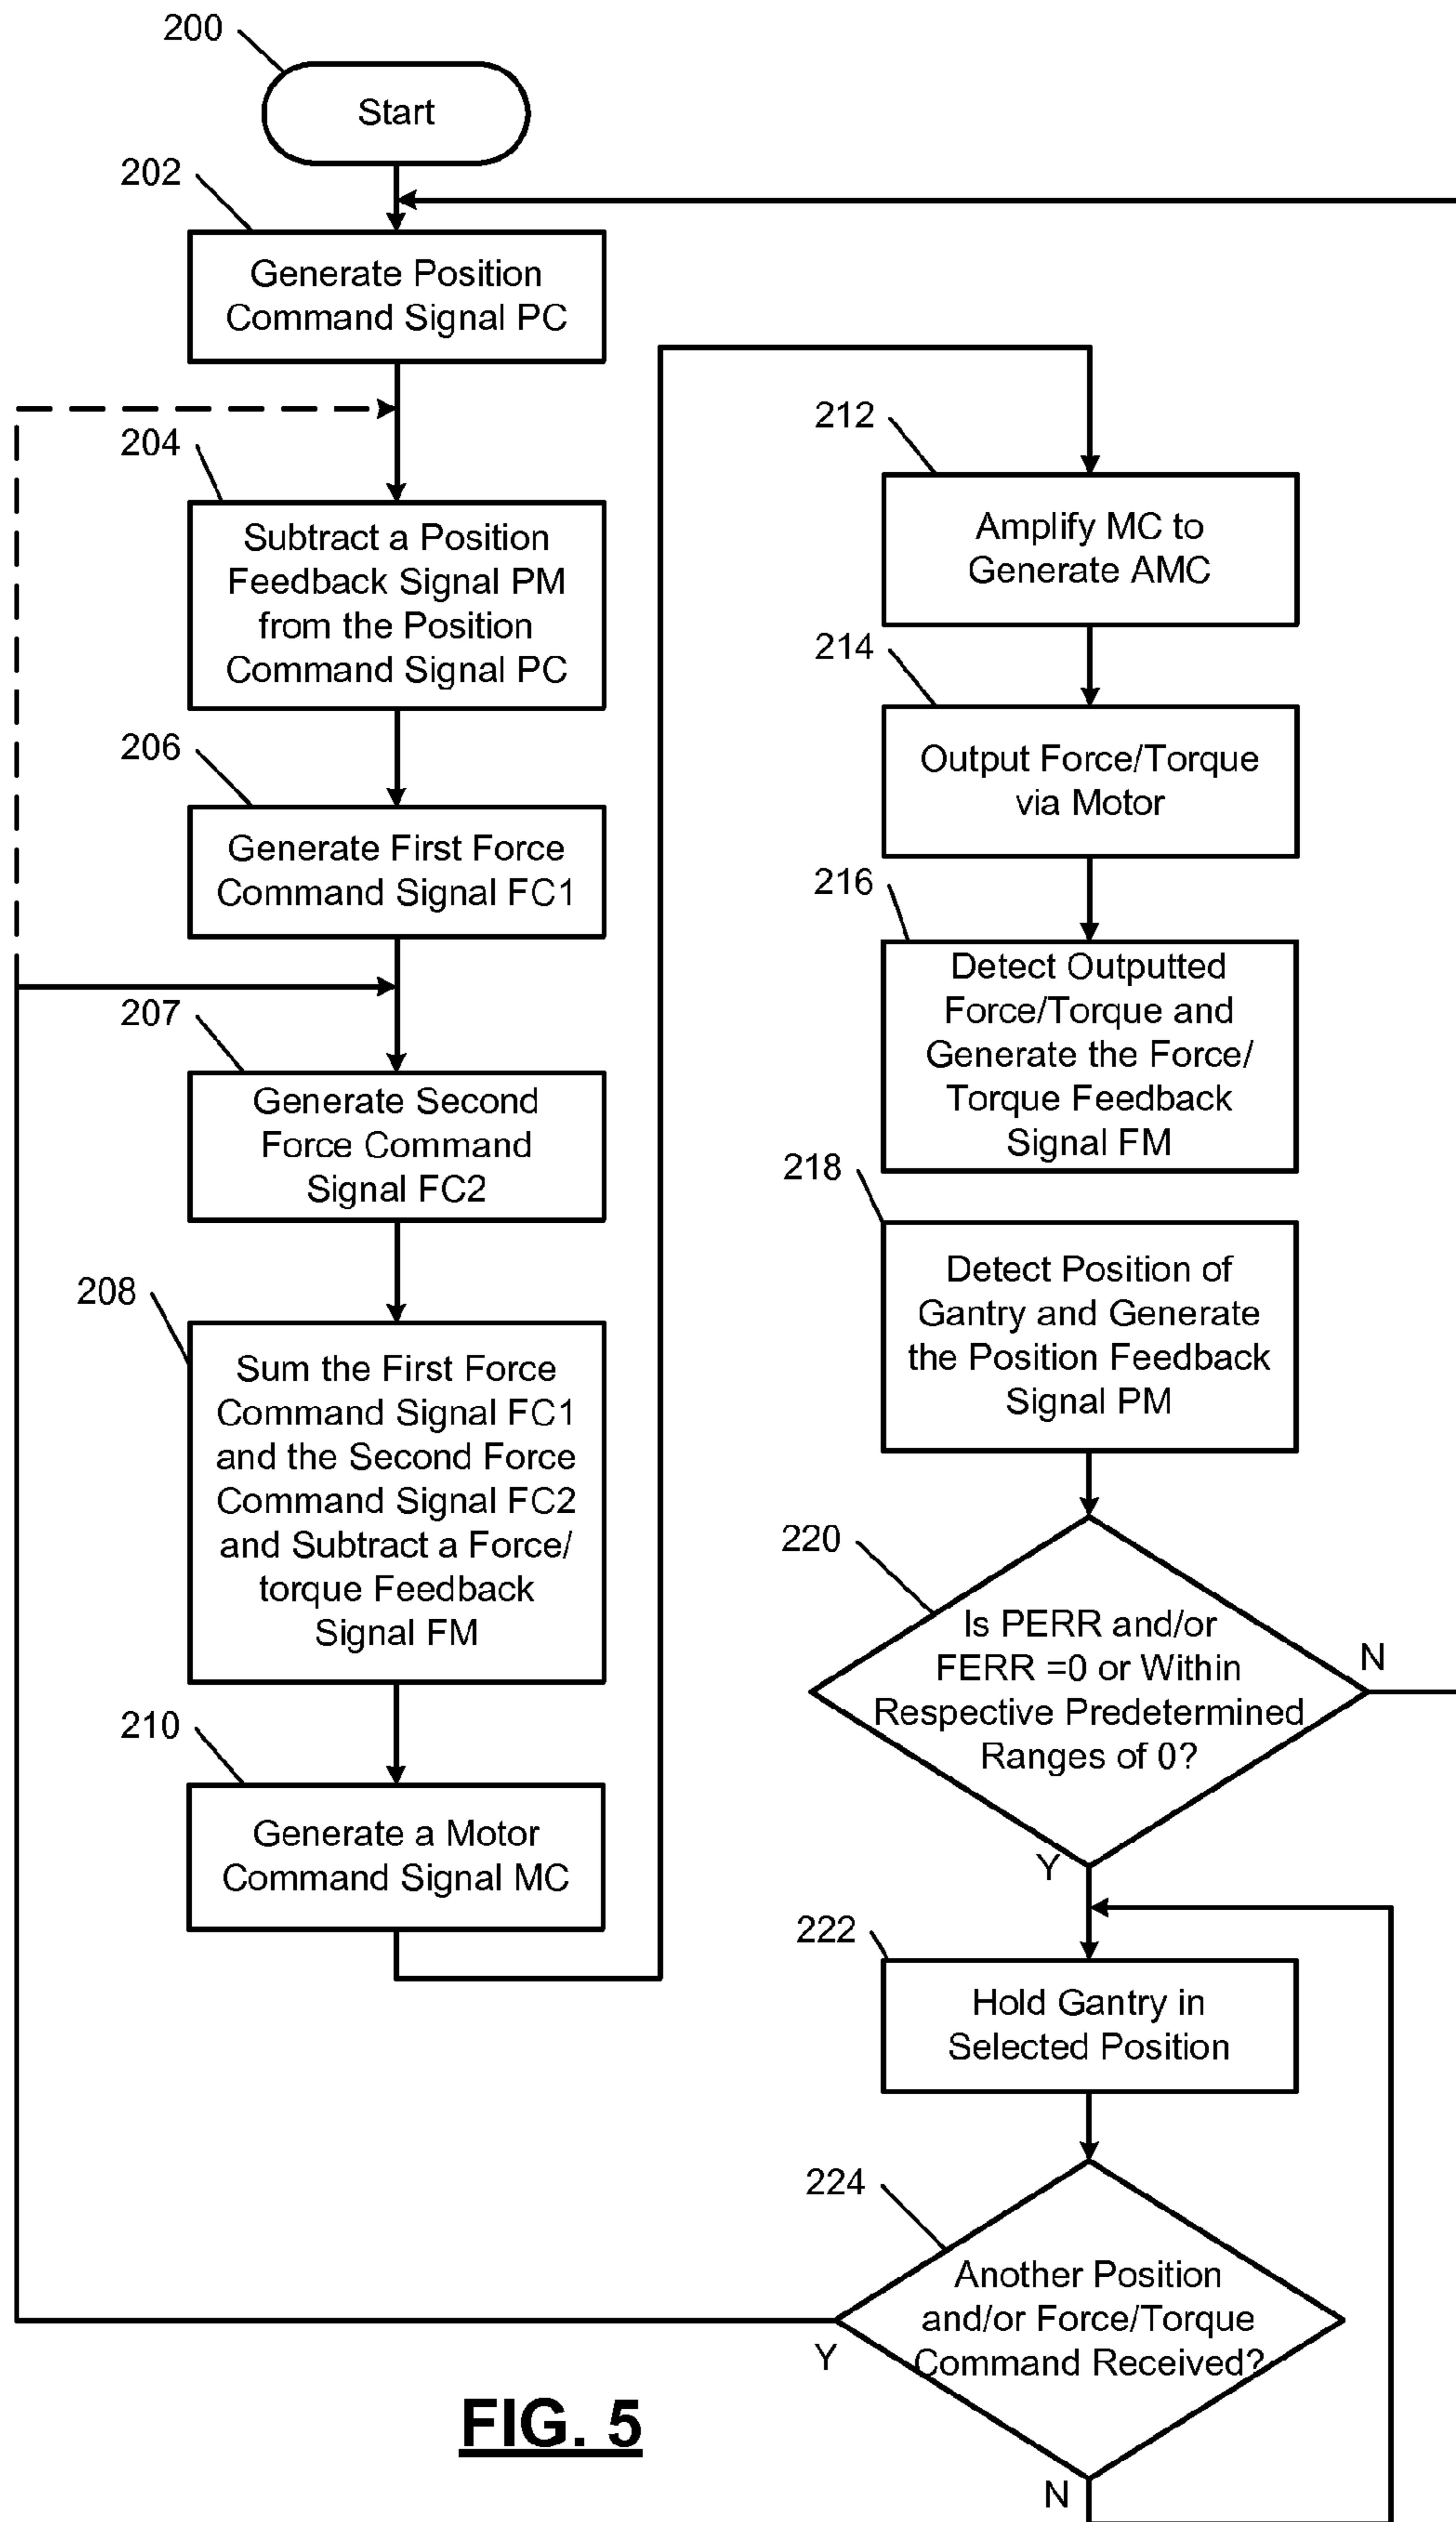 200
Start
202
Generate Position
Command Signal PC
204
Subtract a Position
Feedback Signal PM
from the Position
Command Signal PC
206
Generate First Force
Command Signal FC1
207
Generate Second
Force Command
Signal FC2
208
Sum the First Force
Command Signal FC1
and the Second Force
Command Signal FC2
and Subtract a Force/
torque Feedback
Signal FM
210
Generate a Motor
Command Signal MC
212
Amplify MC to
Generate AMC
214
Output Force/Torque
via Motor
216
Detect Outputted
Force/Torque and
Generate the Force/
Torque Feedback
Signal FM
218
Detect Position of
Gantry and Generate
the Position Feedback
Signal PM
220
Is PERR and/or
FERR =0 or Within
Respective Predetermined
Ranges of 0?
N
Y
222
Hold Gantry in
Selected Position
224
Another Position
and/or Force/Torque
Command Received?
Y
N
FIG. 5